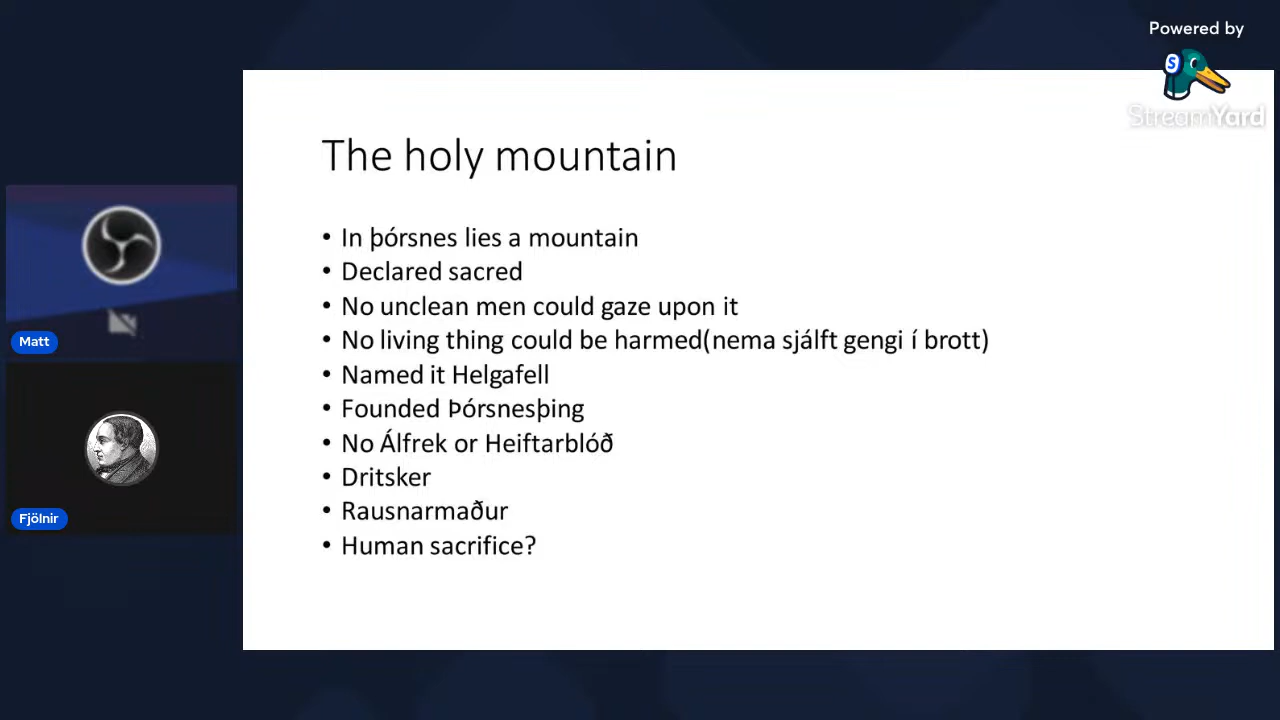 Powered by
S
StreamYard
The holy mountain
• In þórsnes lies a mountain
• Declared sacred
• No unclean men could gaze upon it
• No living thing could be harmed(nema sjálft gengi í brott)
• Named it Helgafell
• Founded Þórsnesþing
• No Álfrek or Heiftarblóð
• Dritsker
• Rausnarmaður
• Human sacrifice?
Matt
Fjölnir